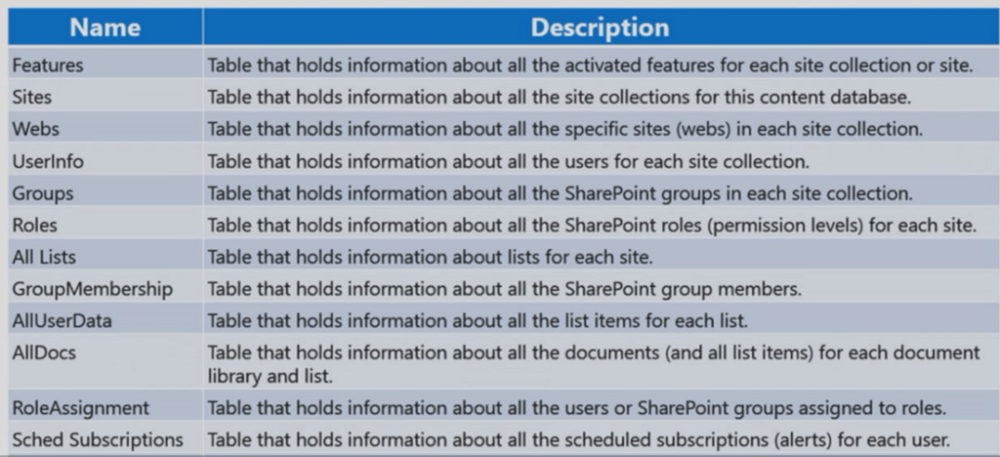 Name Description
Features Table that holds information about all the activated features for each site collection or site.
Sites Table that holds information about all the site collections for this content database.
Webs Table that holds information about all the specific sites (webs) in each site collection.
UserInfo Table that holds information about all the users for each site collection.
Groups Table that holds information about all the SharePoint groups in each site collection.
Roles Table that holds information about all the SharePoint roles (permission levels) for each site.
All Lists Table that holds information about lists for each site.
GroupMembership Table that holds information about all the SharePoint group members.
AllUserData Table that holds information about all the list items for each list.
AllDocs Table that holds information about all the documents (and all list items) for each document
library and list.
RoleAssignment Table that holds information about all the users or SharePoint groups assigned to roles.
Sched Subscriptions Table that holds information about all the scheduled subscriptions (alerts) for each user.